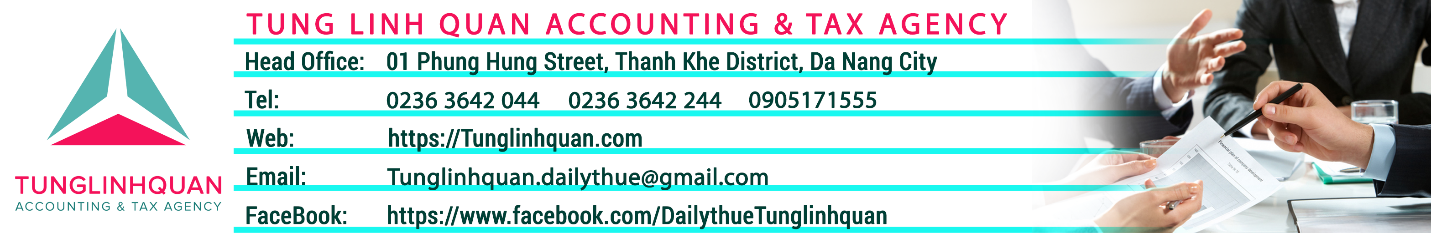 TUNG LINH QUAN ACCOUNTING & TAX AGENCY
Head Office: 01 Phung Hung Street, Thanh Khe District, Da Nang City
Tel: 0236 3642 044 0236 3642 244 0905171555
Web: https://Tunglinhquan.com
Email: Tunglinhquan.dailythue@gmail.com
FaceBook: https://www.facebook.com/DailythueTunglinhquan
TUNGLINHQUAN
ACCOUNTING & TAX AGENCY